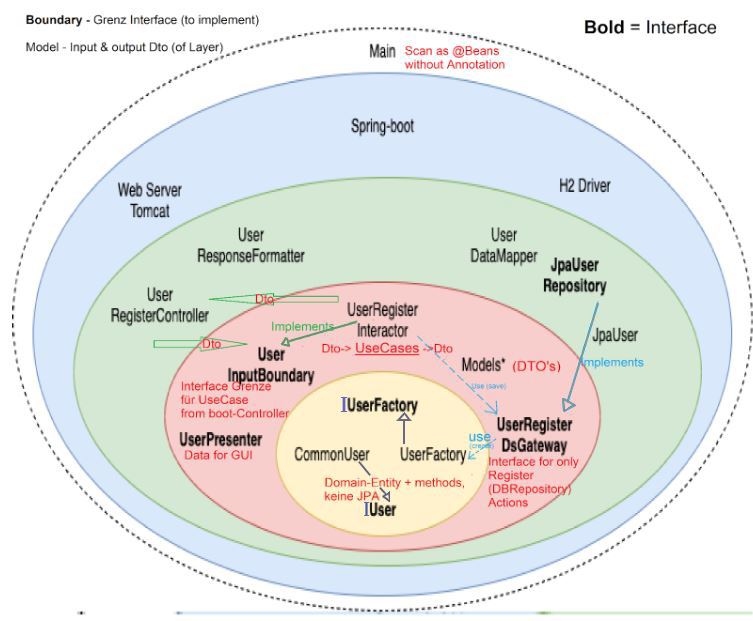 Boundary - Grenz Interface (to implement)
Bold = Interface
Model - Input & output Dto (of Layer)
Main
Scan as @Beans
without Annotation
Spring-boot
Web Server
Tomcat
H2 Driver
User
ResponseFormatter
User
DataMapper
JpaUser
Repository
User
RegisterController
Dto
UserRegister
Interactor
JpaUser
Implements
Dto
Dto-> UseCases ->Dto
User
InputBoundary
Models* (DTO's)
Implements
Use (save)
Interface Grenze
für UseCase
from boot-Controller
IUserFactory
UserRegister
DsGateway
UserPresenter
Data for GUI
CommonUser
UserFactory
use
(create)
Interface for only
Register
(DBRepository)
Actions
Domain-Entity + methods,
keine JPA
IUser